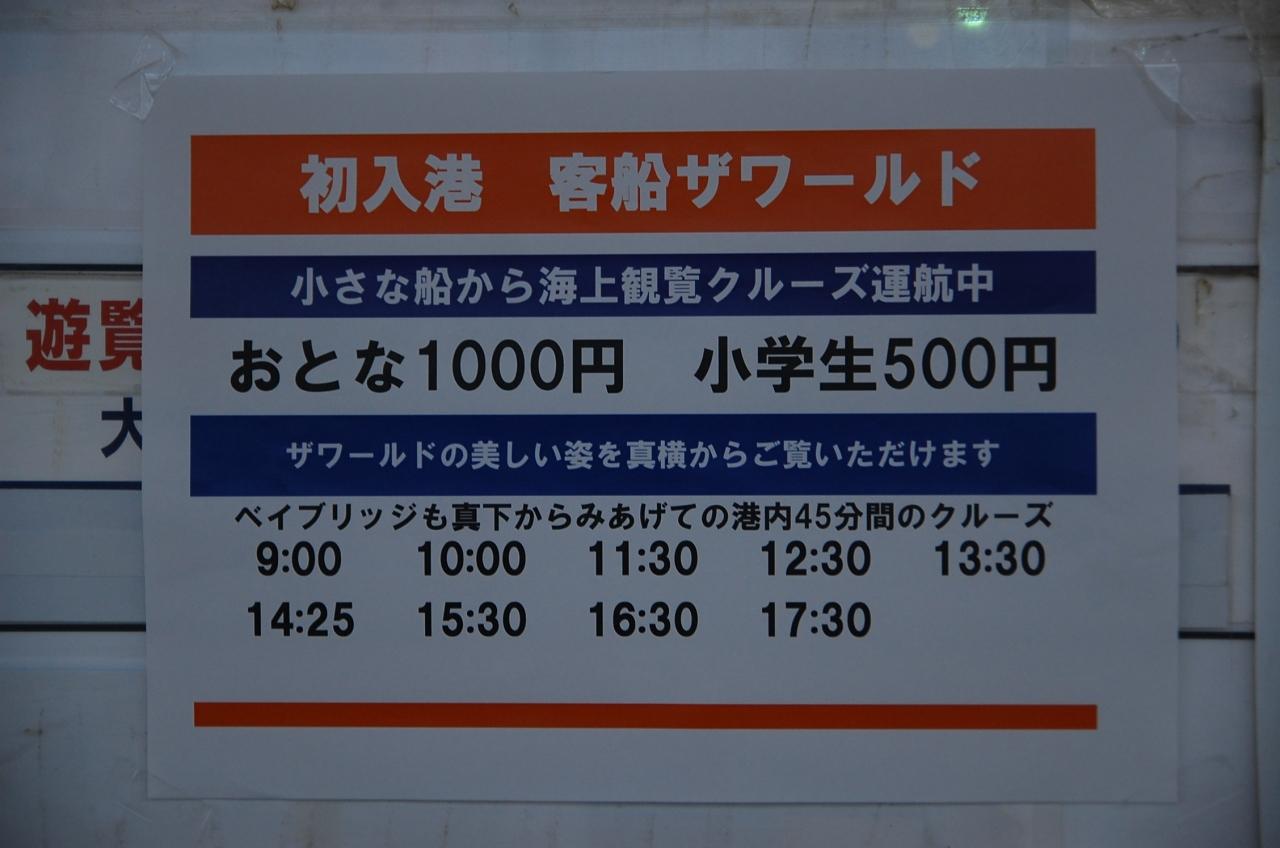 初入港　客船ザワールド
小さな船から海上観覧クルーズ運航中
おとな1000円　小学生500円
ザワールドの美しい姿を真横からご覧いただけます
ベイブリッジも真下からみあげての港内45分間のクルーズ
9:00 10:00 11:30 12:30 13:30
14:25 15:30 16:30 17:30
遊覧
大